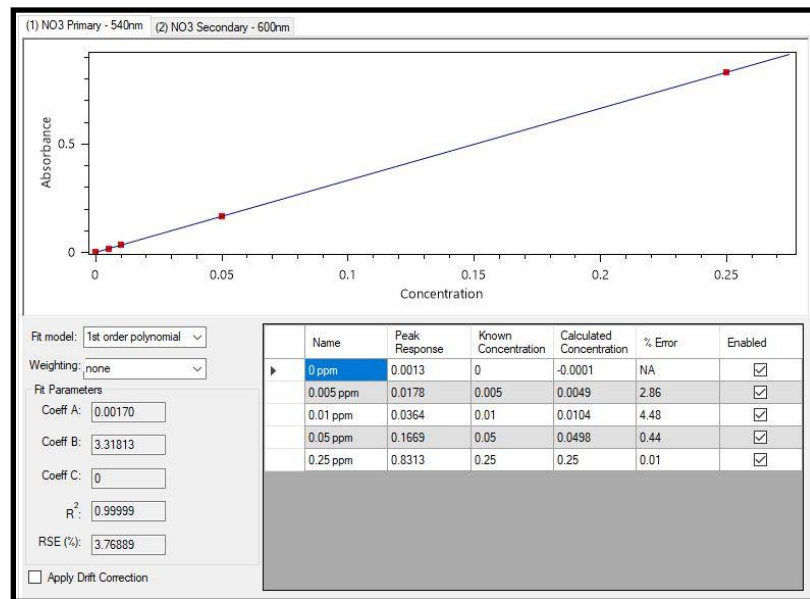 (1) NO3 Primary - 540nm (2) NO3 Secondary - 600nm
Absorbance
0.5
0
0 0.05 0.1 0.15 0.2 0.25
Concentration
Fit model: 1st order polynomial
Weighting: none
Fit Parameters
Coeff A: 0.00170
Coeff B: 3.31813
Coeff C: 0
R²: 0.99999
RSE (%): 3.76889
Apply Drift Correction
Name Peak Response Known Concentration Calculated Concentration % Error Enabled
0 ppm 0.0013 0 -0.0001 NA
0.005 ppm 0.0178 0.005 0.0049 2.86
0.01 ppm 0.0364 0.01 0.0104 4.48
0.05 ppm 0.1669 0.05 0.0498 0.44
0.25 ppm 0.8313 0.25 0.25 0.01